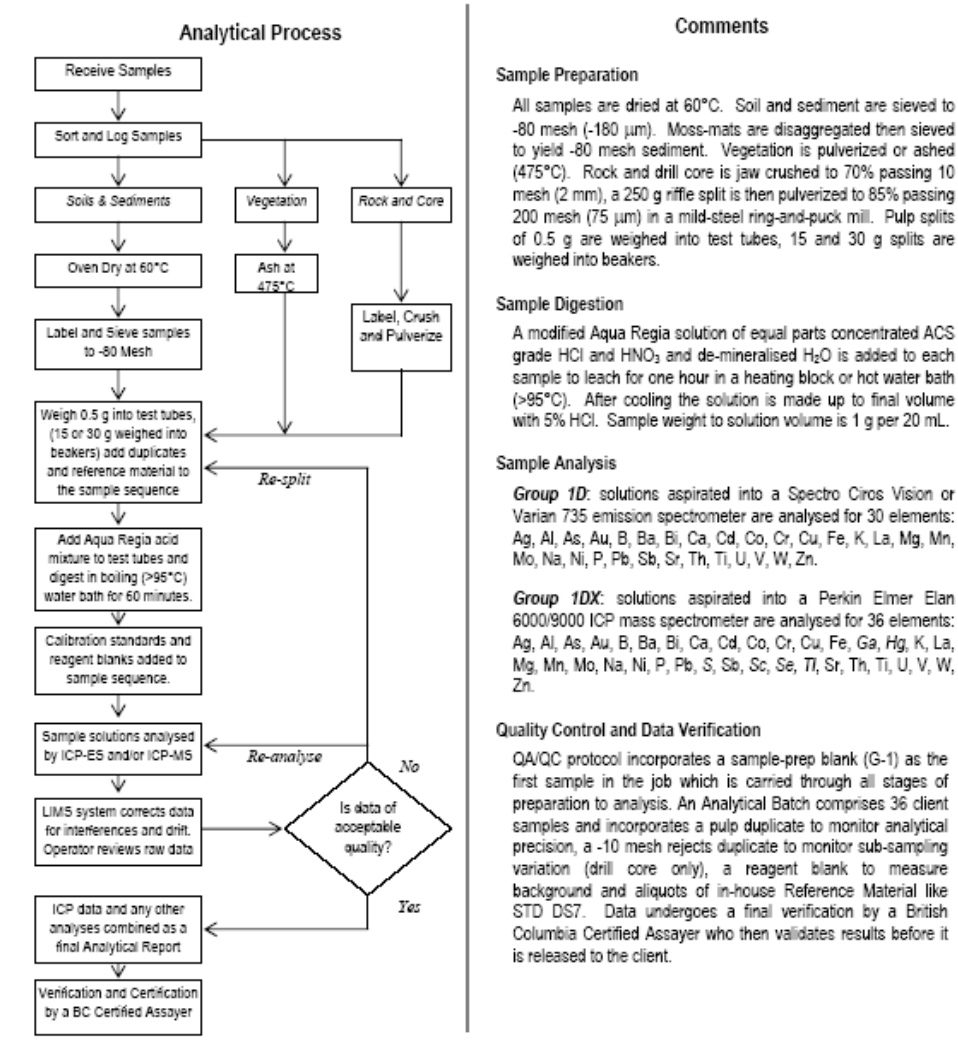 Analytical Process
Receive Samples
Sort and Log Samples
Soils & Sediments
Vegetation
Rock and Core
Oven Dry at 60°C
Ash at
475°C
Label and Sieve samples
to -80 Mesh
Label, Crush
and Pulverize
Weigh 0.5 g into test tubes,
(15 or 30 g weighed into
beakers) add duplicates
and reference material to
the sample sequence
Re-split
Add Aqua Regia acid
mixture to test tubes and
digest in boiling (>95°C)
water bath for 60 minutes.
Calibration standards and
reagent blanks added to
sample sequence.
Sample solutions analysed
by ICP-ES and/or ICP-MS
Re-analyse
No
LIMS system corrects data
for interferences and drift.
Operator reviews raw data
Is data of
acceptable
quality?
Yes
ICP data and any other
analyses combined as a
final Analytical Report
Verification and Certification
by a BC Certified Assayer
Comments
Sample Preparation
All samples are dried at 60°C. Soil and sediment are sieved to
-80 mesh (-180 µm). Moss-mats are disaggregated then sieved
to yield -80 mesh sediment. Vegetation is pulverized or ashed
(475°C). Rock and drill core is jaw crushed to 70% passing 10
mesh (2 mm), a 250 g riffle split is then pulverized to 85% passing
200 mesh (75 µm) in a mild-steel ring-and-puck mill. Pulp splits
of 0.5 g are weighed into test tubes, 15 and 30 g splits are
weighed into beakers.
Sample Digestion
A modified Aqua Regia solution of equal parts concentrated ACS
grade HCl and HNO₃ and de-mineralised H₂O is added to each
sample to leach for one hour in a heating block or hot water bath
(>95°C). After cooling the solution is made up to final volume
with 5% HCl. Sample weight to solution volume is 1 g per 20 mL.
Sample Analysis
Group 1D: solutions aspirated into a Spectro Ciros Vision or
Varian 735 emission spectrometer are analysed for 30 elements:
Ag, Al, As, Au, B, Ba, Bi, Ca, Cd, Co, Cr, Cu, Fe, K, La, Mg, Mn,
Mo, Na, Ni, P, Pb, Sb, Sr, Th, Ti, U, V, W, Zn.
Group 1DX: solutions aspirated into a Perkin Elmer Elan
6000/9000 ICP mass spectrometer are analysed for 36 elements:
Ag, Al, As, Au, B, Ba, Bi, Ca, Cd, Co, Cr, Cu, Fe, Ga, Hg, K, La,
Mg, Mn, Mo, Na, Ni, P, Pb, S, Sb, Sc, Se, Tl, Sr, Th, Ti, U, V, W,
Zn.
Quality Control and Data Verification
QA/QC protocol incorporates a sample-prep blank (G-1) as the
first sample in the job which is carried through all stages of
preparation to analysis. An Analytical Batch comprises 36 client
samples and incorporates a pulp duplicate to monitor analytical
precision, a -10 mesh rejects duplicate to monitor sub-sampling
variation (drill core only), a reagent blank to measure
background and aliquots of in-house Reference Material like
STD DS7. Data undergoes a final verification by a British
Columbia Certified Assayer who then validates results before it
is released to the client.